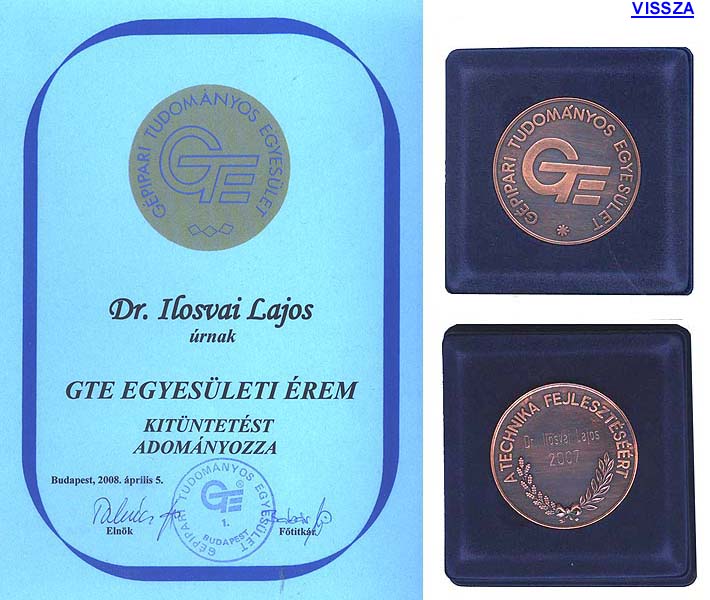 VISSZA
GÉPIPARI TUDOMÁNYOS EGYESÜLET
GTE
Dr. Ilosvai Lajos
úrnak
GTE EGYESÜLETI ÉREM
KITÜNTETÉST
ADOMÁNYOZZA
Budapest, 2008. április 5.
GÉPIPARI TUDOMÁNYOS EGYESÜLET
GTE®
1.
BUDAPEST
Elnök
Főtitkár
GÉPIPARI TUDOMÁNYOS EGYESÜLET
GTE
A TECHNIKA FEJLESZTÉSÉÉRT
Dr. Ilosvai Lajos
2007